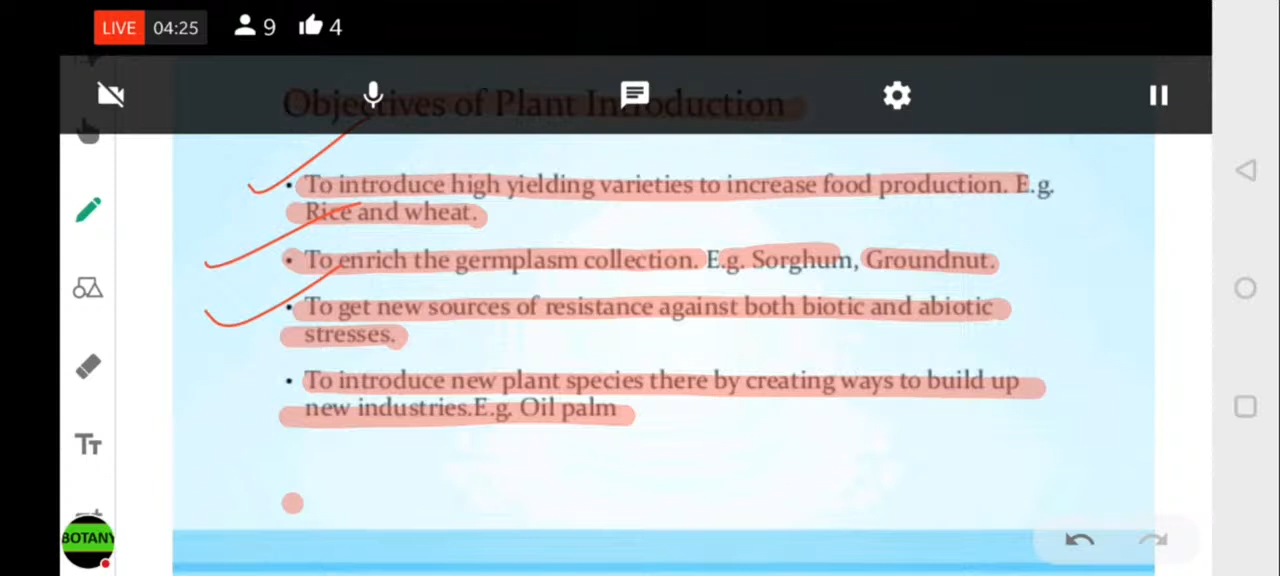 LIVE 04:25 9 4
Objectives of Plant Introduction
• To introduce high yielding varieties to increase food production. E.g.
Rice and wheat.
• To enrich the germplasm collection. E.g. Sorghum, Groundnut.
• To get new sources of resistance against both biotic and abiotic
stresses.
• To introduce new plant species there by creating ways to build up
new industries.E.g. Oil palm
TT
BOTANY